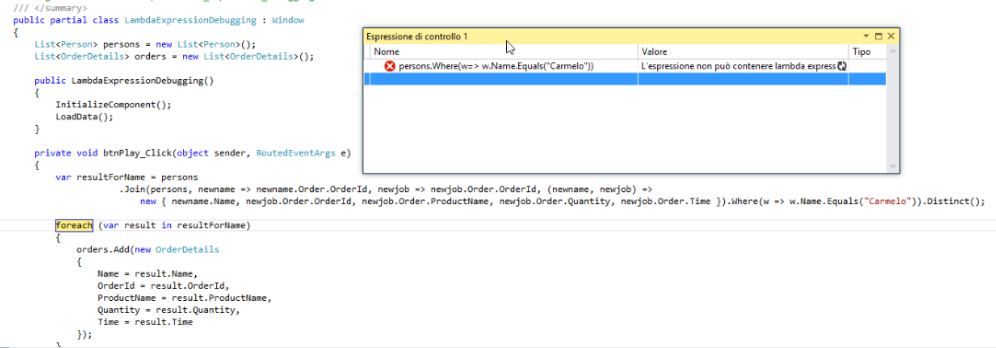 /// </summary>
public partial class LambdaExpressionDebugging : Window
{
List<Person> persons = new List<Person>();
List<OrderDetails> orders = new List<OrderDetails>();
public LambdaExpressionDebugging()
{
InitializeComponent();
LoadData();
}
private void btnPlay_Click(object sender, RoutedEventArgs e)
{
var resultForName = persons
.Join(persons, newname => newname.Order.OrderId, newjob => newjob.Order.OrderId, (newname, newjob) =>
new { newname.Name, newjob.Order.OrderId, newjob.Order.ProductName, newjob.Order.Quantity, newjob.Order.Time }).Where(w => w.Name.Equals("Carmelo")).Distinct();
foreach (var result in resultForName)
{
orders.Add(new OrderDetails
{
Name = result.Name,
OrderId = result.OrderId,
ProductName = result.ProductName,
Quantity = result.Quantity,
Time = result.Time
});
Espressione di controllo 1
Nome Valore Tipo
persons.Where(w=> w.Name.Equals("Carmelo")) L'espressione non può contenere lambda express